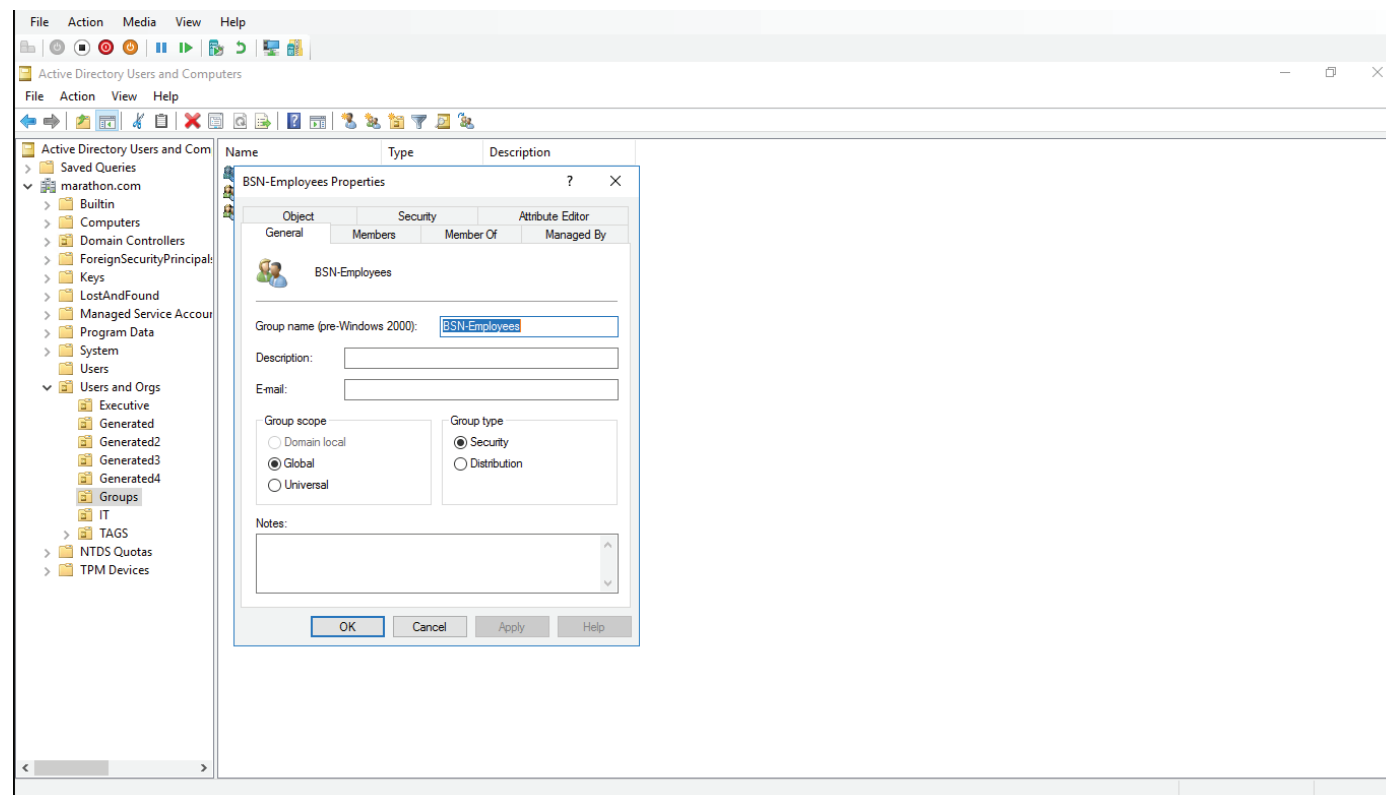 File Action Media View Help
Active Directory Users and Computers
File Action View Help
Active Directory Users and Com
Saved Queries
marathon.com
Builtin
Computers
Domain Controllers
ForeignSecurityPrincipals
Keys
LostAndFound
Managed Service Accour
Program Data
System
Users
Users and Orgs
Executive
Generated
Generated2
Generated3
Generated4
Groups
IT
TAGS
NTDS Quotas
TPM Devices
Name Type Description
BSN-Employees Properties ? X
Object Security Attribute Editor
General Members Member Of Managed By
BSN-Employees
Group name (pre-Windows 2000): BSN-Employees
Description:
E-mail:
Group scope
Domain local
Global
Universal
Group type
Security
Distribution
Notes:
OK Cancel Apply Help